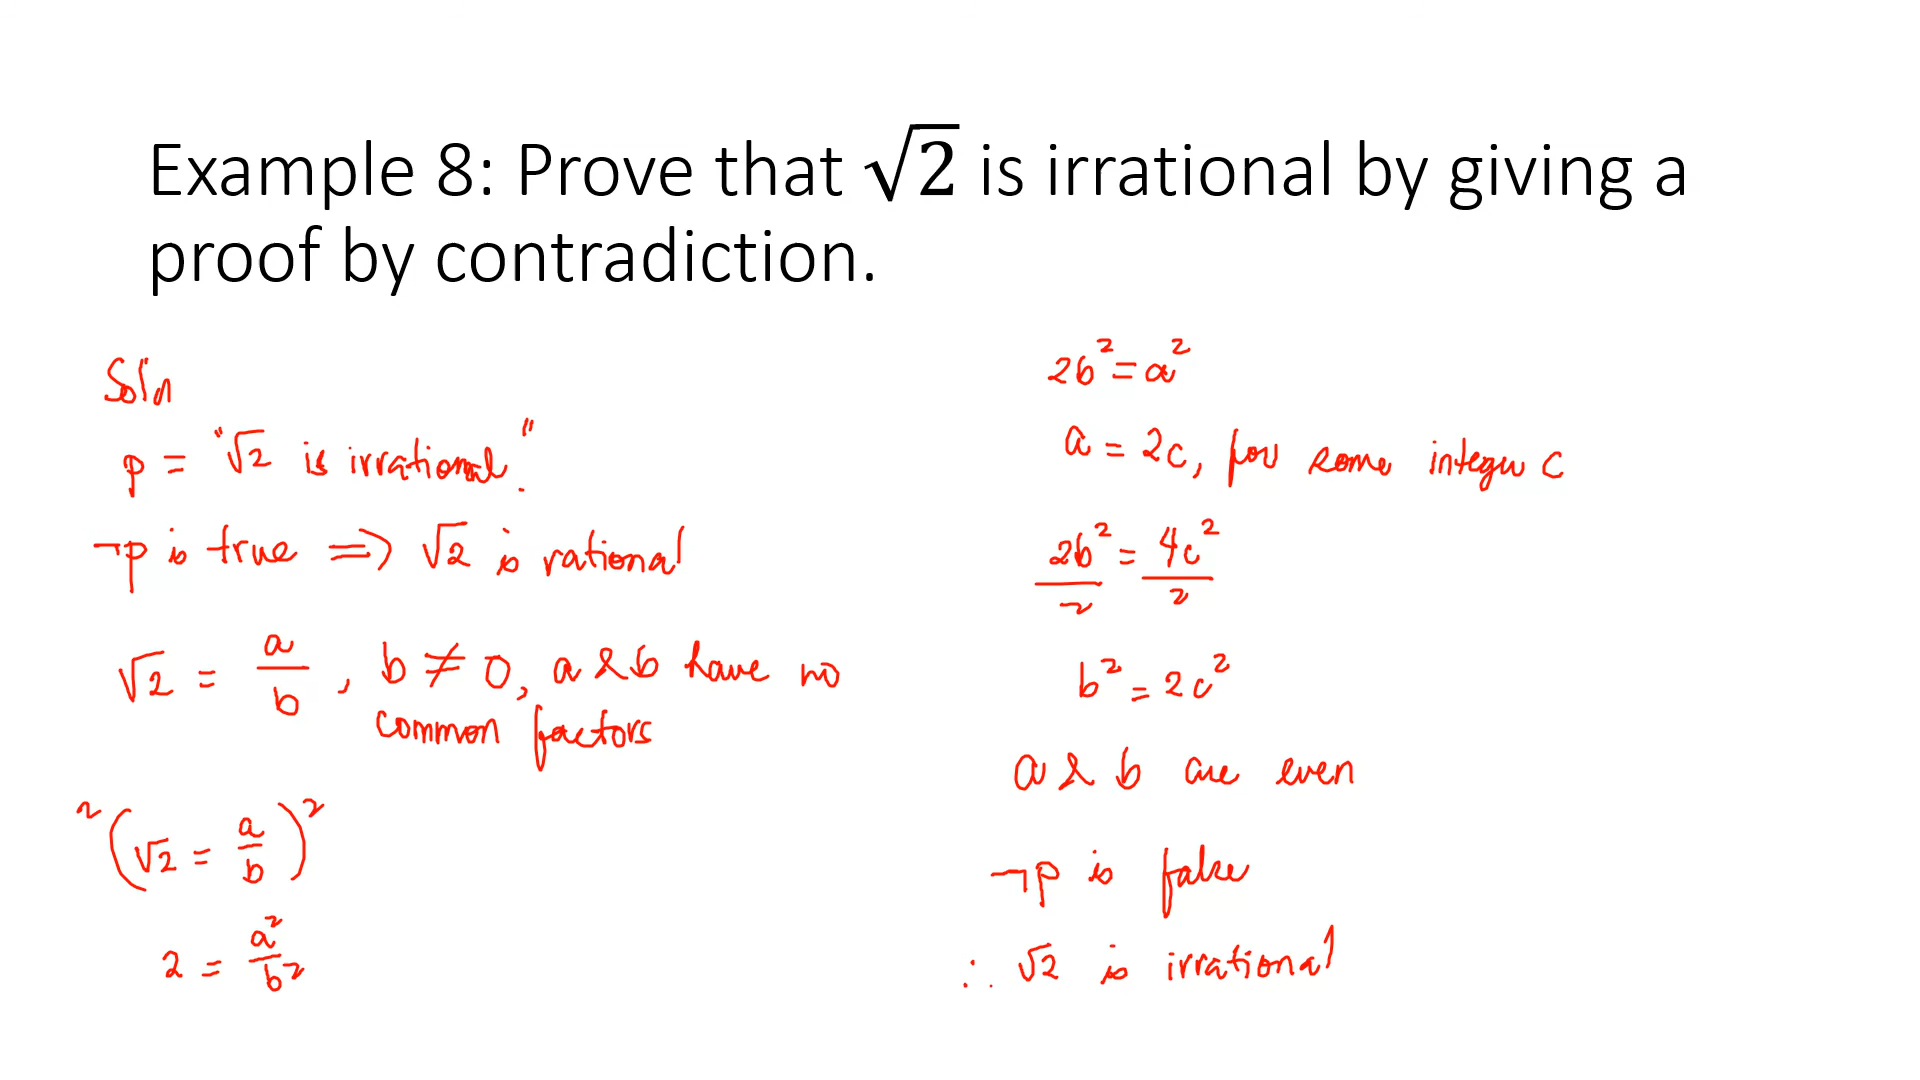 Example 8: Prove that √2 is irrational by giving a
proof by contradiction.
Soln
p = "√2 is irrational."
¬p is true ⟹ √2 is rational
√2 = a/b, b ≠ 0, a & b have no
common factors
²(√2 = a/b)²
2 = a²/b²
2b² = a²
a = 2c, for some integer c
2b²/2 = 4c²/2
b² = 2c²
a & b are even
¬p is false
∴ √2 is irrational